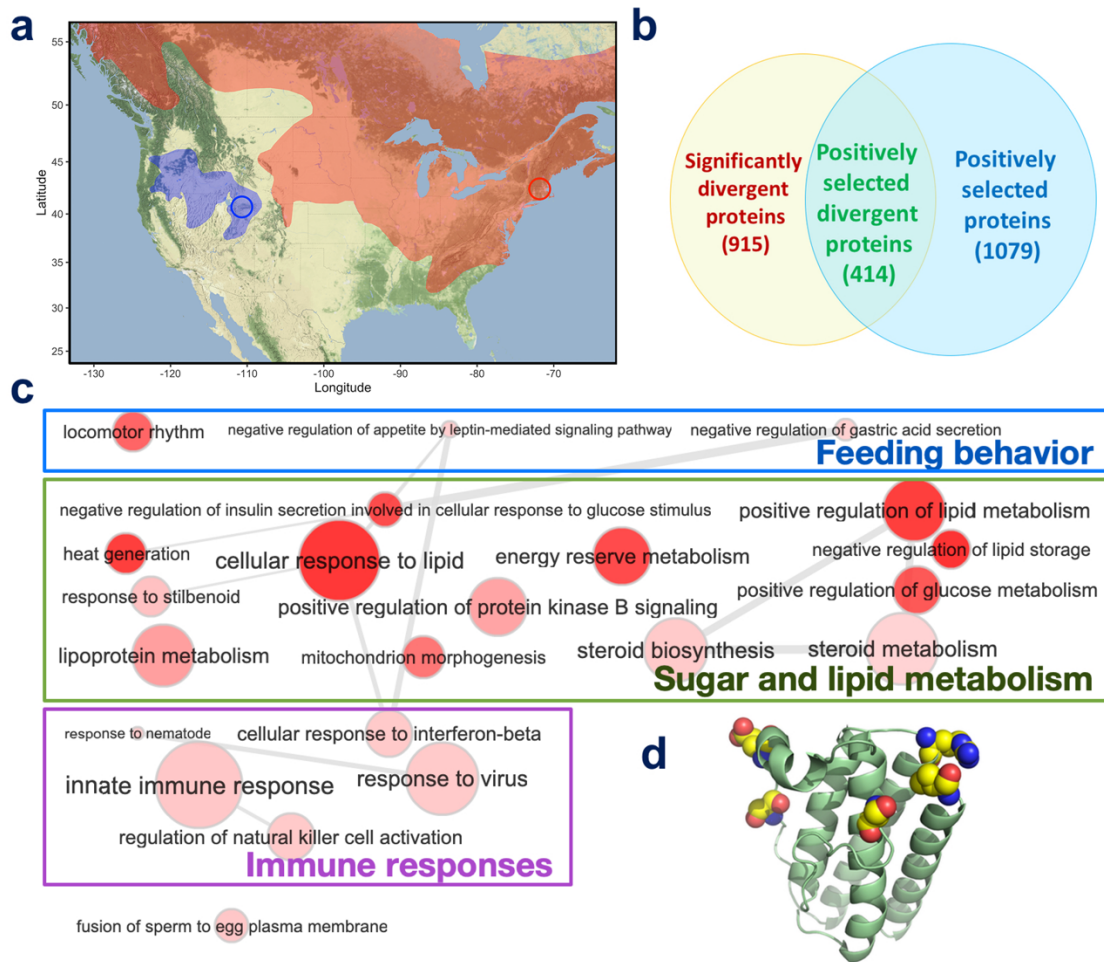 a
55
50
45
40
35
30
25
Latitude
-130
-120
-110
-100
-90
-80
-70
Longitude
b
Significantly
divergent
proteins
(915)
Positively
selected
divergent
proteins
(414)
Positively
selected
proteins
(1079)
c
locomotor rhythm
negative regulation of appetite by leptin-mediated signaling pathway
negative regulation of gastric acid secretion
Feeding behavior
negative regulation of insulin secretion involved in cellular response to glucose stimulus
positive regulation of lipid metabolism
heat generation
cellular response to lipid
energy reserve metabolism
negative regulation of lipid storage
response to stilbenoid
positive regulation of protein kinase B signaling
positive regulation of glucose metabolism
lipoprotein metabolism
mitochondrion morphogenesis
steroid biosynthesis
steroid metabolism
Sugar and lipid metabolism
response to nematode
cellular response to interferon-beta
innate immune response
response to virus
regulation of natural killer cell activation
Immune responses
fusion of sperm to egg plasma membrane
d